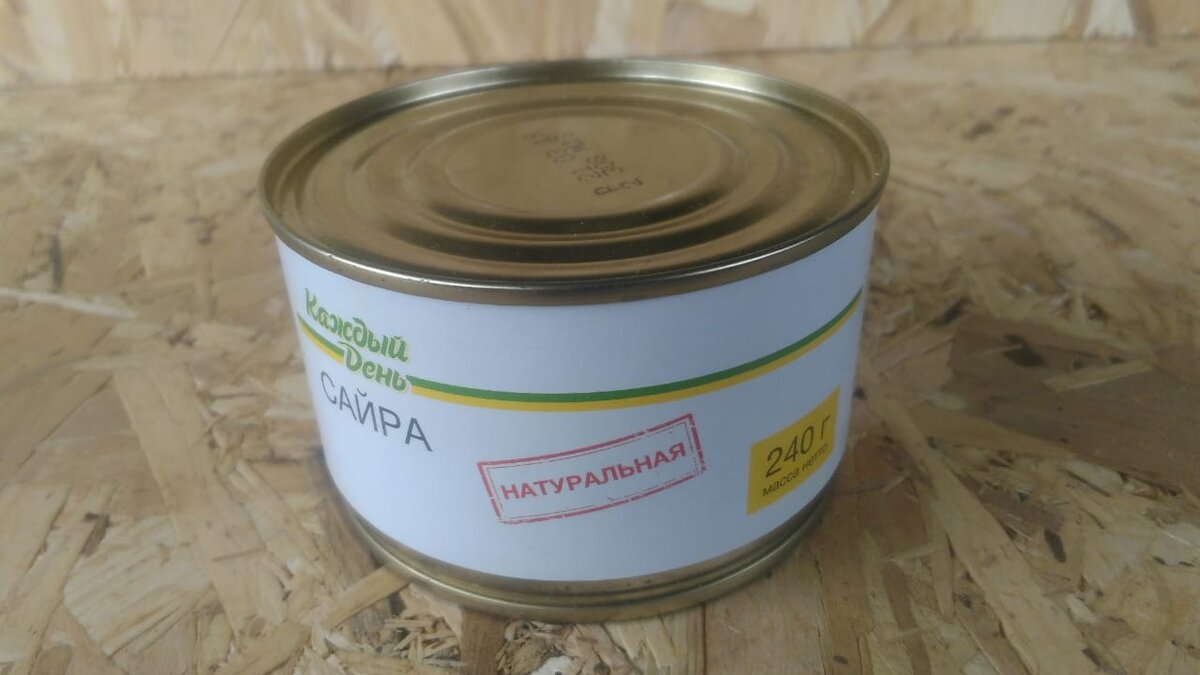 Каждый
День
САЙРА
НАТУРАЛЬНАЯ
240 г
масса нетто